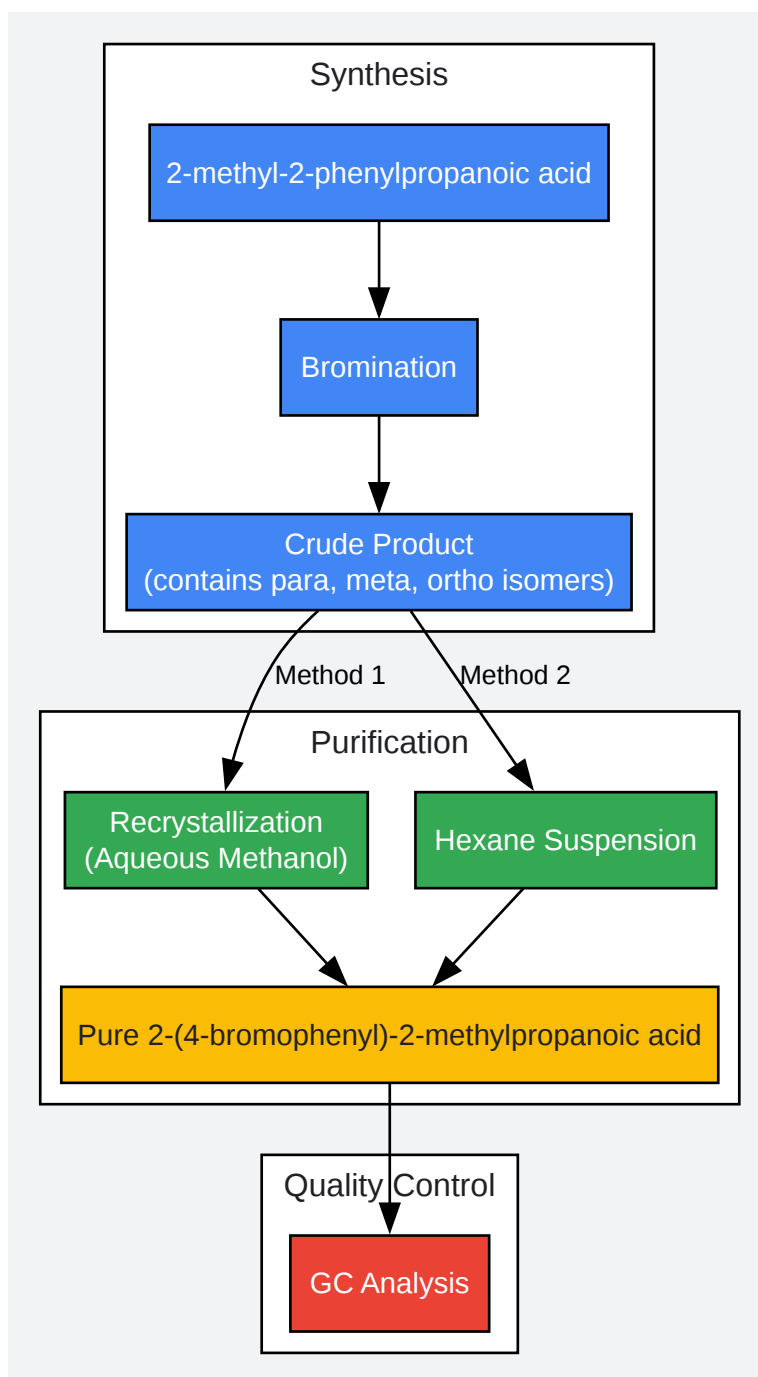 Synthesis
2-methyl-2-phenylpropanoic acid
Bromination
Crude Product
(contains para, meta, ortho isomers)
Method 1
Method 2
Purification
Recrystallization
(Aqueous Methanol)
Hexane Suspension
Pure 2-(4-bromophenyl)-2-methylpropanoic acid
Quality Control
GC Analysis